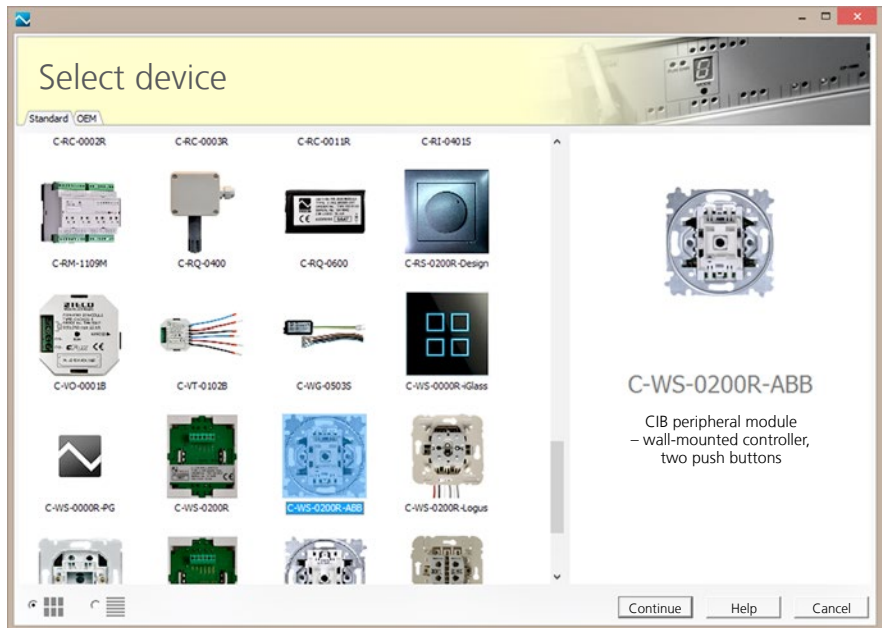 Select device
Standard OEM
C-RC-0002R C-RC-0003R C-RC-0011R C-RI-0401S
C-RM-1109M C-RQ-0400 C-RQ-0600 C-RS-0200R-Design
C-VO-0001B C-VT-0102B C-WG-0503S C-WS-0000R-iGlass
C-WS-0200R-ABB
CIB peripheral module
– wall-mounted controller,
two push buttons
C-WS-0000R-PG C-WS-0200R C-WS-0200R-ABB C-WS-0200R-Logus
Continue Help Cancel